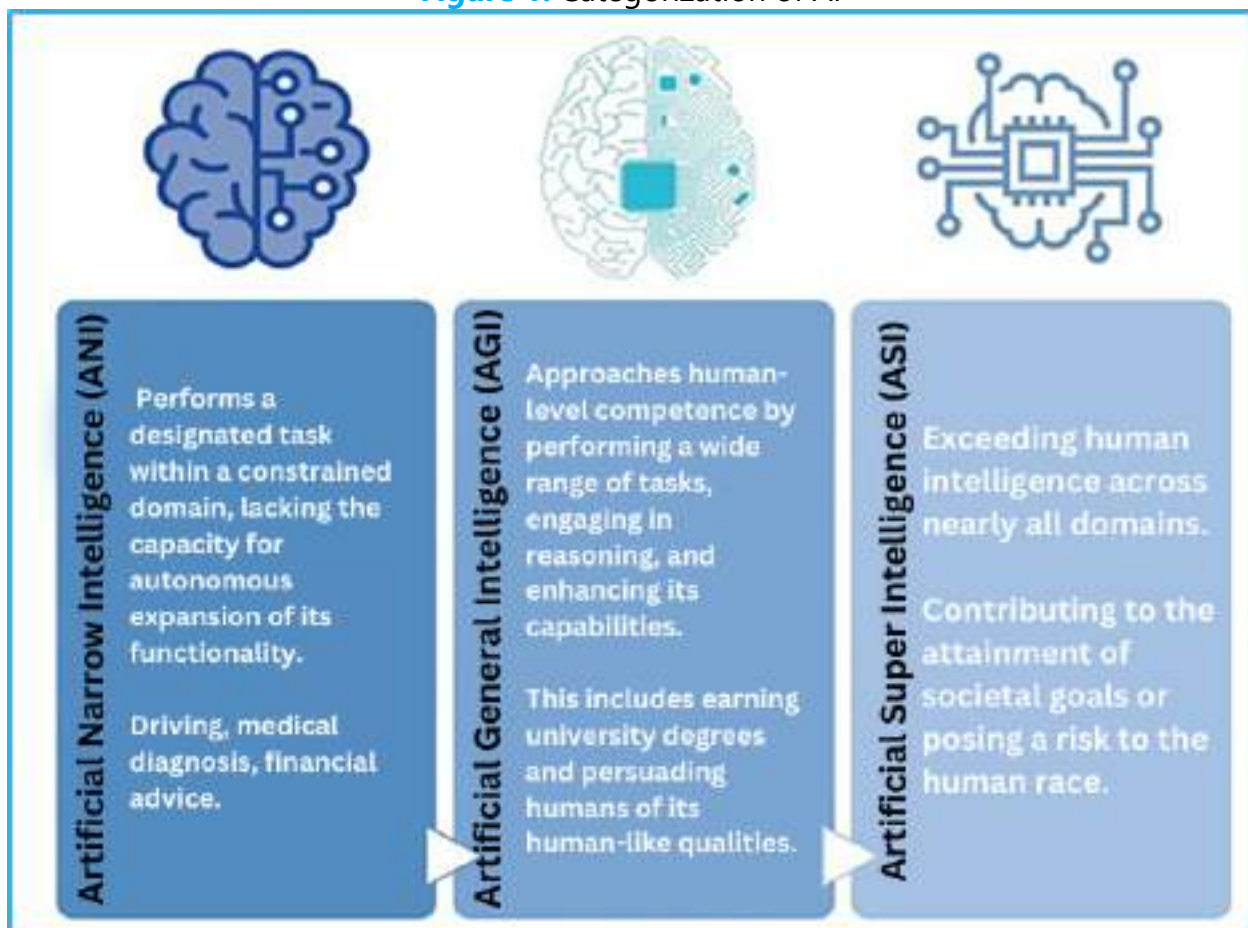 Artificial Narrow Intelligence (ANI)
Performs a
designated task
within a constrained
domain, lacking the
capacity for
autonomous
expansion of its
functionality.
Driving, medical
diagnosis, financial
advice.
Artificial General Intelligence (AGI)
Approaches human-
level competence by
performing a wide
range of tasks,
engaging in
reasoning, and
enhancing its
capabilities.
This includes earning
university degrees
and persuading
humans of its
human-like qualities.
Artificial Super Intelligence (ASI)
Exceeding human
intelligence across
nearly all domains.
Contributing to the
attainment of
societal goals or
posing a risk to the
human race.